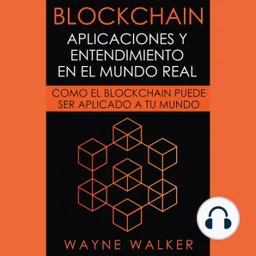 BLOCKCHAIN
APLICACIONES Y
ENTENDIMIENTO
EN EL MUNDO REAL
COMO EL BLOCKCHAIN PUEDE
SER APLICADO A TU MUNDO
WAYNE WALKER